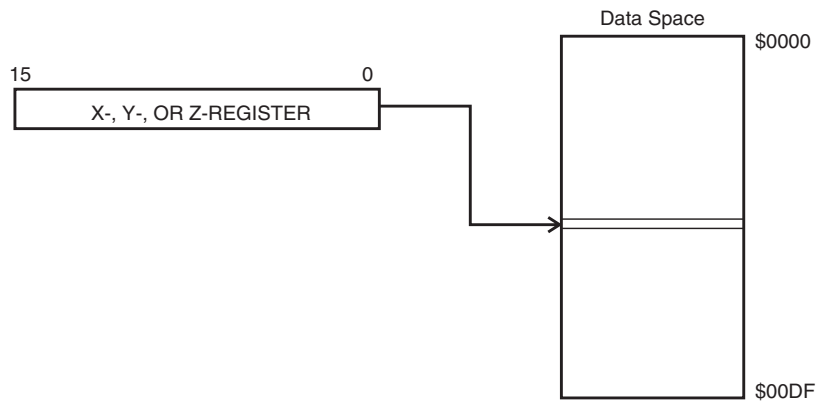 Data Space
$0000
15 0
X-, Y-, OR Z-REGISTER
$00DF